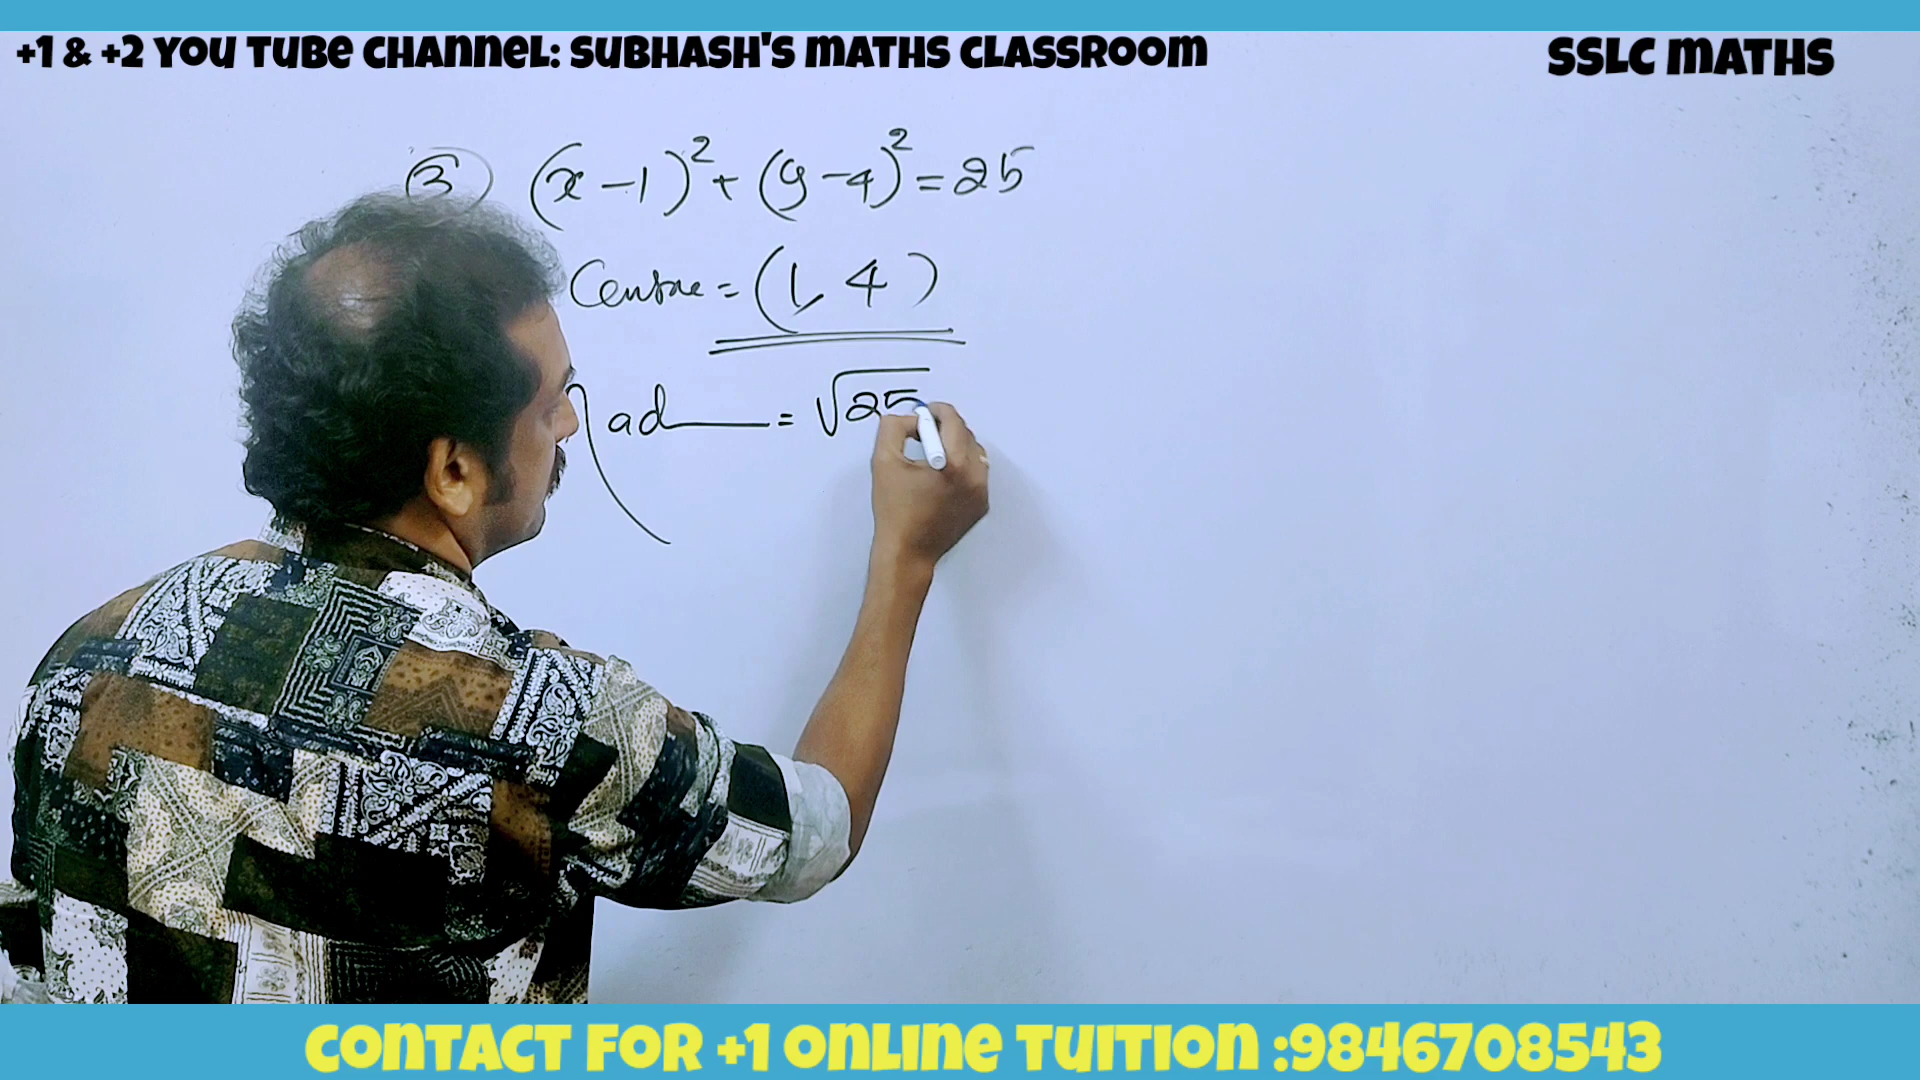 +1 & +2 YOU TUBE CHANNEL: SUBHASH'S MATHS CLASSROOM
SSLC MATHS
③ (x-1)²+(y-4)²=25
Centre = (1, 4)
Rad = √25
CONTACT FOR +1 ONLINE TUITION :9846708543